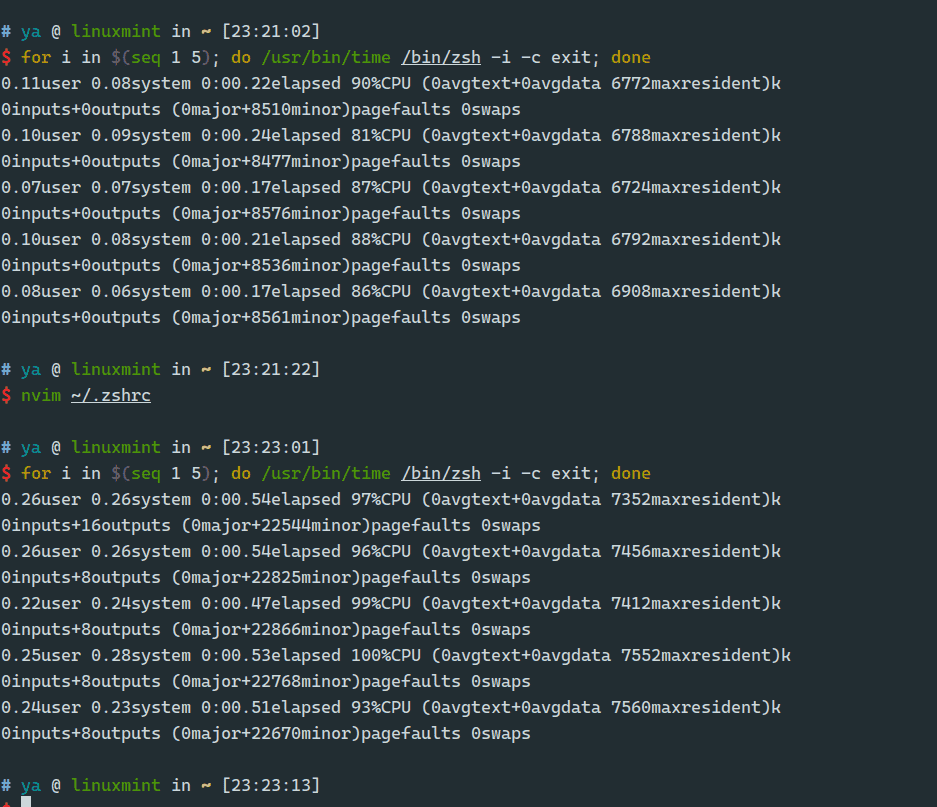 # ya @ linuxmint in ~ [23:21:02]
$ for i in $(seq 1 5); do /usr/bin/time /bin/zsh -i -c exit; done
0.11user 0.08system 0:00.22elapsed 90%CPU (0avgtext+0avgdata 6772maxresident)k
0inputs+0outputs (0major+8510minor)pagefaults 0swaps
0.10user 0.09system 0:00.24elapsed 81%CPU (0avgtext+0avgdata 6788maxresident)k
0inputs+0outputs (0major+8477minor)pagefaults 0swaps
0.07user 0.07system 0:00.17elapsed 87%CPU (0avgtext+0avgdata 6724maxresident)k
0inputs+0outputs (0major+8576minor)pagefaults 0swaps
0.10user 0.08system 0:00.21elapsed 88%CPU (0avgtext+0avgdata 6792maxresident)k
0inputs+0outputs (0major+8536minor)pagefaults 0swaps
0.08user 0.06system 0:00.17elapsed 86%CPU (0avgtext+0avgdata 6908maxresident)k
0inputs+0outputs (0major+8561minor)pagefaults 0swaps
# ya @ linuxmint in ~ [23:21:22]
$ nvim ~/.zshrc
# ya @ linuxmint in ~ [23:23:01]
$ for i in $(seq 1 5); do /usr/bin/time /bin/zsh -i -c exit; done
0.26user 0.26system 0:00.54elapsed 97%CPU (0avgtext+0avgdata 7352maxresident)k
0inputs+16outputs (0major+22544minor)pagefaults 0swaps
0.26user 0.26system 0:00.54elapsed 96%CPU (0avgtext+0avgdata 7456maxresident)k
0inputs+8outputs (0major+22825minor)pagefaults 0swaps
0.22user 0.24system 0:00.47elapsed 99%CPU (0avgtext+0avgdata 7412maxresident)k
0inputs+8outputs (0major+22866minor)pagefaults 0swaps
0.25user 0.28system 0:00.53elapsed 100%CPU (0avgtext+0avgdata 7552maxresident)k
0inputs+8outputs (0major+22768minor)pagefaults 0swaps
0.24user 0.23system 0:00.51elapsed 93%CPU (0avgtext+0avgdata 7560maxresident)k
0inputs+8outputs (0major+22670minor)pagefaults 0swaps
# ya @ linuxmint in ~ [23:23:13]
$